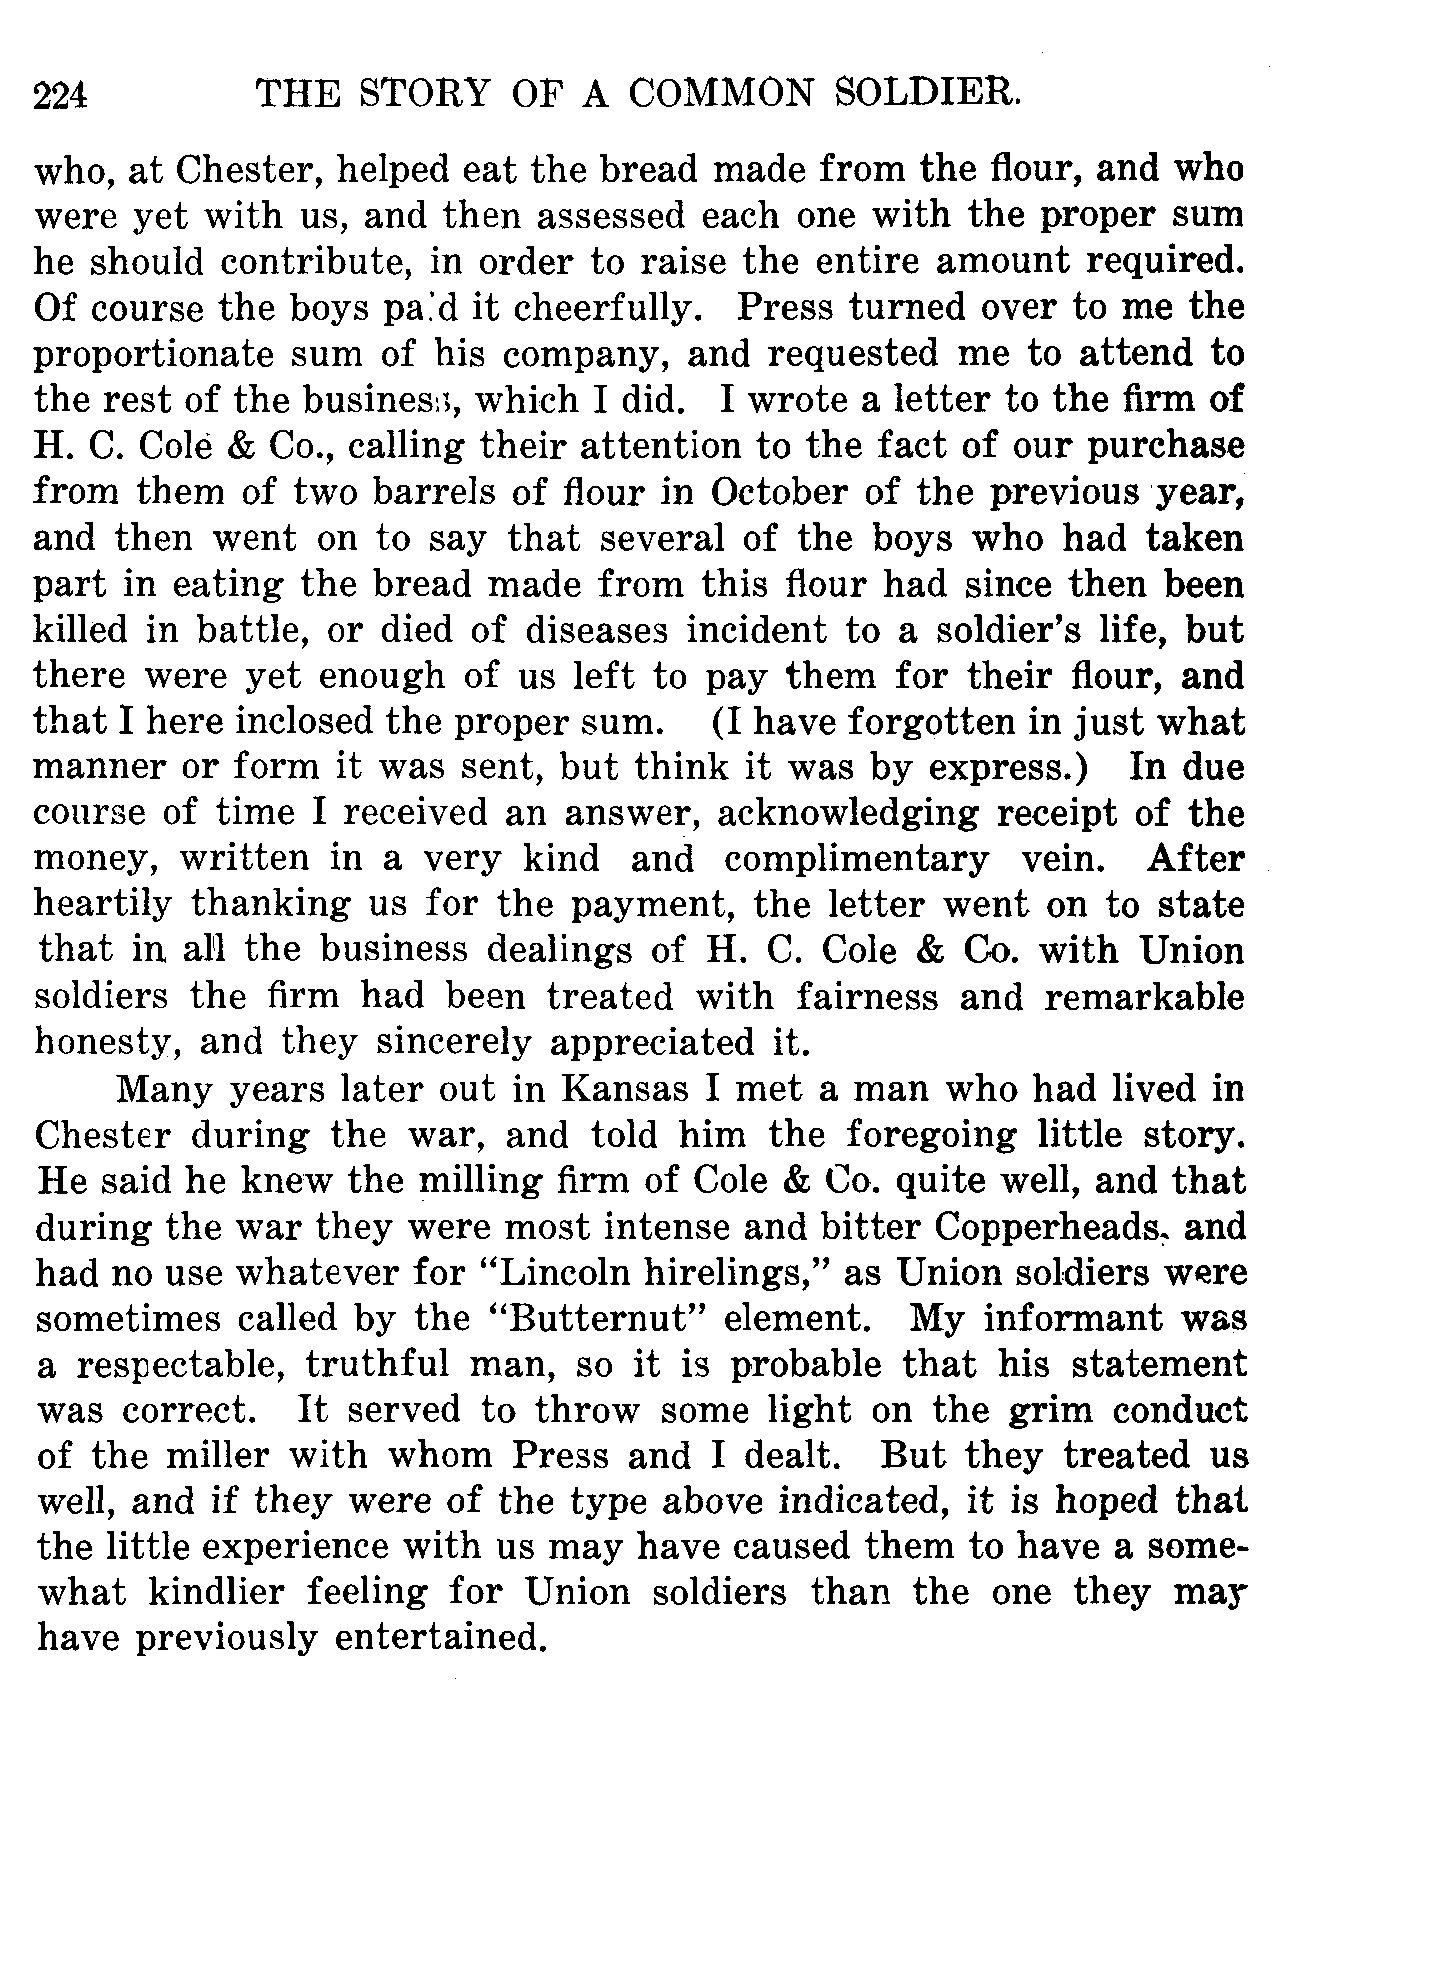 224 THE STORY OF A COMMON SOLDIER.
who, at Chester, helped eat the bread made from the flour, and who
were yet with us, and then assessed each one with the proper sum
he should contribute, in order to raise the entire amount required.
Of course the boys paid it cheerfully. Press turned over to me the
proportionate sum of his company, and requested me to attend to
the rest of the business, which I did. I wrote a letter to the firm of
H. C. Cole & Co., calling their attention to the fact of our purchase
from them of two barrels of flour in October of the previous year,
and then went on to say that several of the boys who had taken
part in eating the bread made from this flour had since then been
killed in battle, or died of diseases incident to a soldier's life, but
there were yet enough of us left to pay them for their flour, and
that I here inclosed the proper sum. (I have forgotten in just what
manner or form it was sent, but think it was by express.) In due
course of time I received an answer, acknowledging receipt of the
money, written in a very kind and complimentary vein. After
heartily thanking us for the payment, the letter went on to state
that in all the business dealings of H. C. Cole & Co. with Union
soldiers the firm had been treated with fairness and remarkable
honesty, and they sincerely appreciated it.
Many years later out in Kansas I met a man who had lived in
Chester during the war, and told him the foregoing little story.
He said he knew the milling firm of Cole & Co. quite well, and that
during the war they were most intense and bitter Copperheads, and
had no use whatever for "Lincoln hirelings," as Union soldiers were
sometimes called by the "Butternut" element. My informant was
a respectable, truthful man, so it is probable that his statement
was correct. It served to throw some light on the grim conduct
of the miller with whom Press and I dealt. But they treated us
well, and if they were of the type above indicated, it is hoped that
the little experience with us may have caused them to have a some-
what kindlier feeling for Union soldiers than the one they may
have previously entertained.